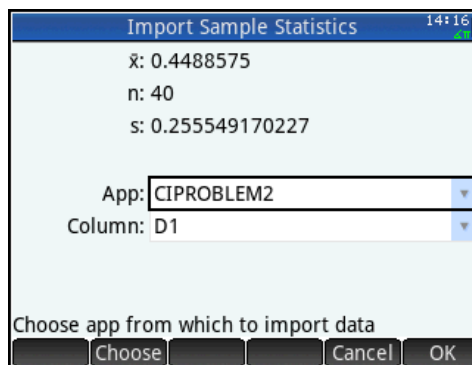 Import Sample Statistics 14:16
∡π
x̄: 0.4488575
n: 40
s: 0.255549170227
App: CIPROBLEM2
Column: D1
Choose app from which to import data
Choose Cancel OK